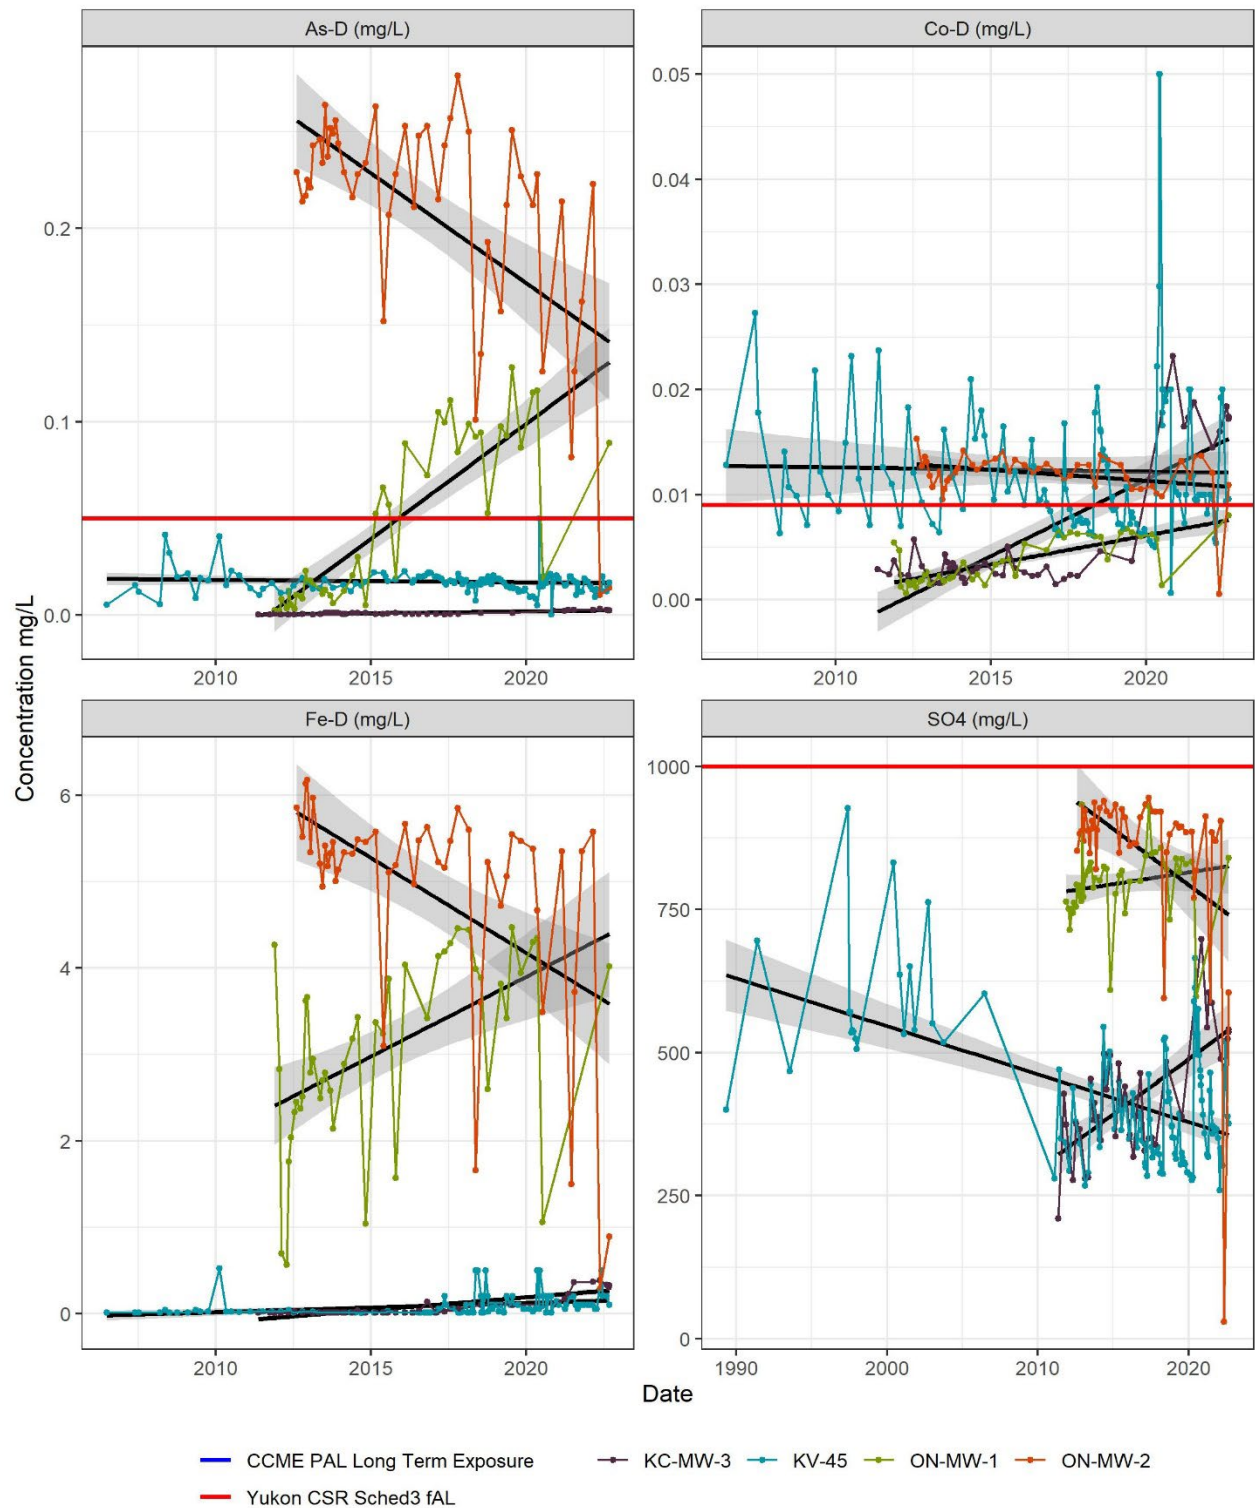 As-D (mg/L)
Co-D (mg/L)
0.2
0.1
0.0
2010
2015
2020
0.05
0.04
0.03
0.02
0.01
0.00
2010
2015
2020
Concentration mg/L
Fe-D (mg/L)
SO4 (mg/L)
6
4
2
0
2010
2015
2020
1000
750
500
250
0
1990
2000
2010
2020
Date
CCME PAL Long Term Exposure
KC-MW-3
KV-45
ON-MW-1
ON-MW-2
Yukon CSR Sched3 fAL